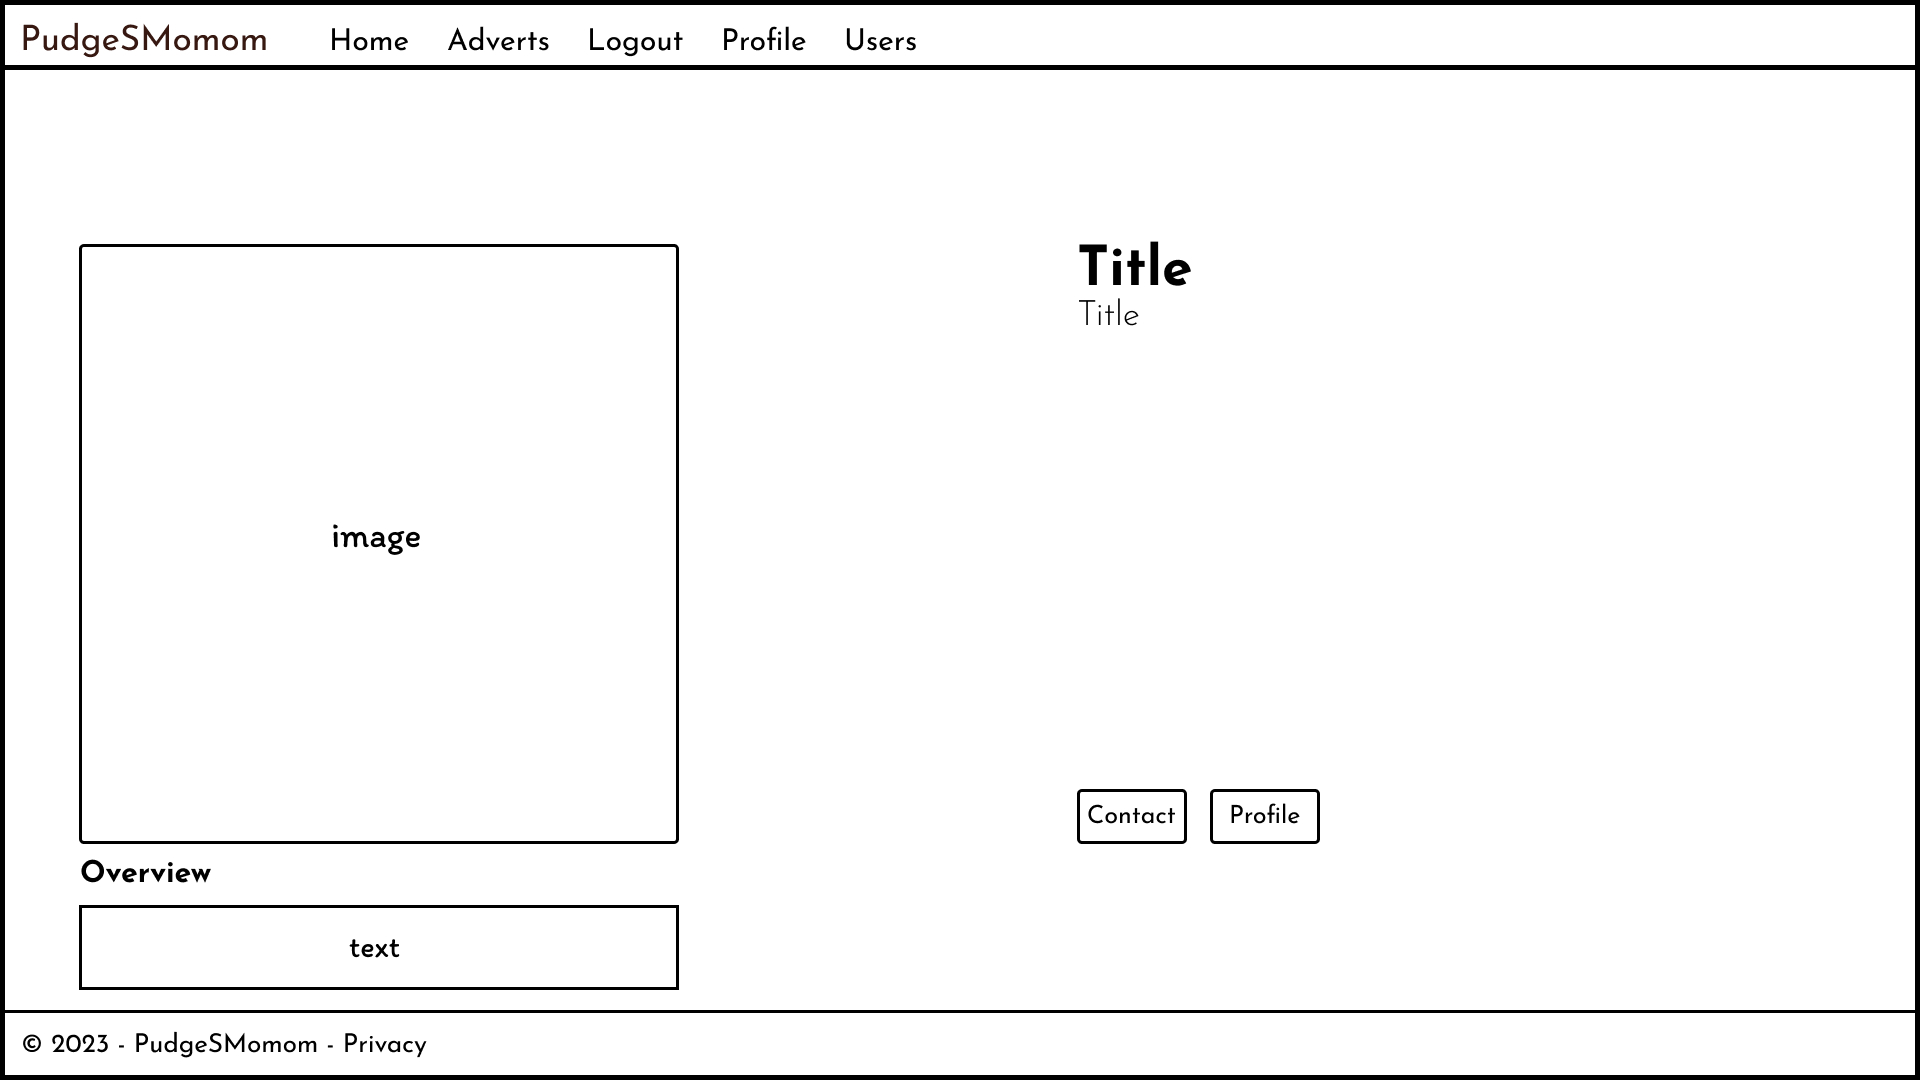 PudgeSMomom Home Adverts Logout Profile Users
Title
Title
image
Contact Profile
Overview
text
© 2023 - PudgeSMomom - Privacy